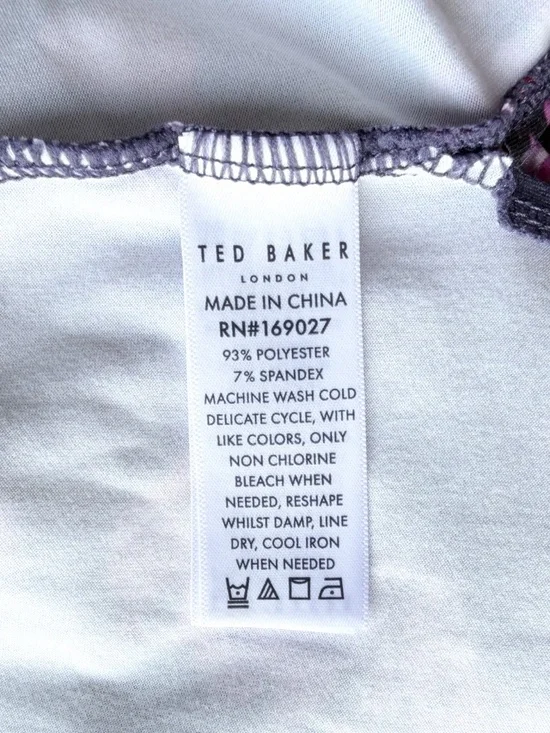 TED BAKER
LONDON
MADE IN CHINA
RN#169027
93% POLYESTER
7% SPANDEX
MACHINE WASH COLD
DELICATE CYCLE, WITH
LIKE COLORS, ONLY
NON CHLORINE
BLEACH WHEN
NEEDED, RESHAPE
WHILST DAMP, LINE
DRY, COOL IRON
WHEN NEEDED